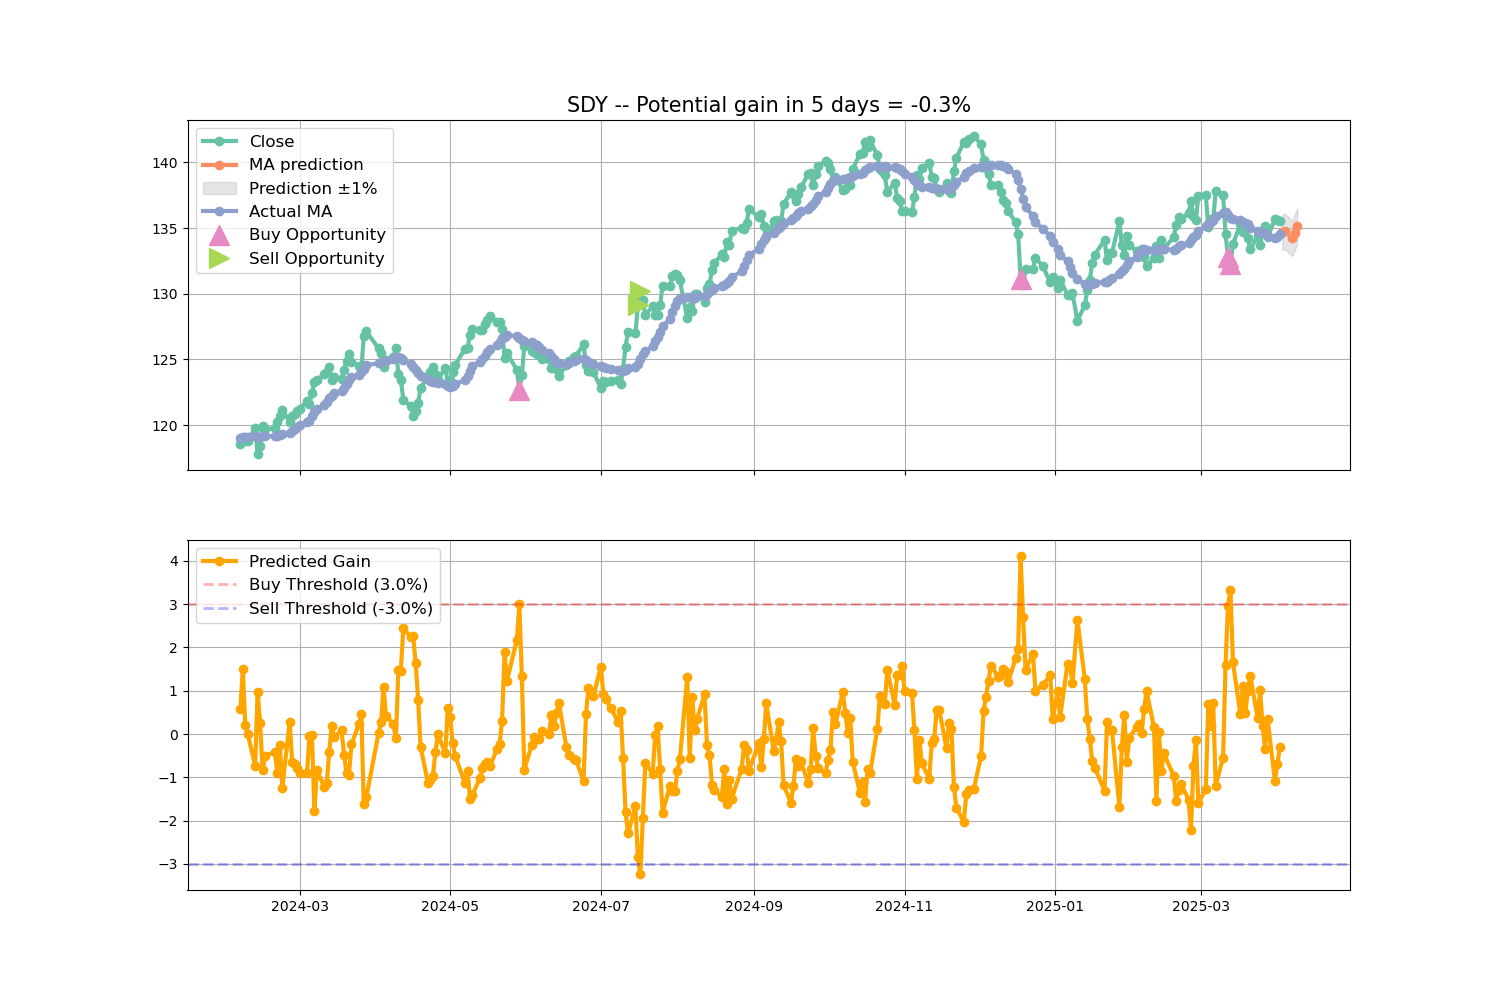 SDY -- Potential gain in 5 days = -0.3%
Close
MA prediction
Prediction ±1%
Actual MA
Buy Opportunity
Sell Opportunity
140
135
130
125
120
Predicted Gain
Buy Threshold (3.0%)
Sell Threshold (-3.0%)
4
3
2
1
0
−1
−2
−3
2024-03 2024-05 2024-07 2024-09 2024-11 2025-01 2025-03